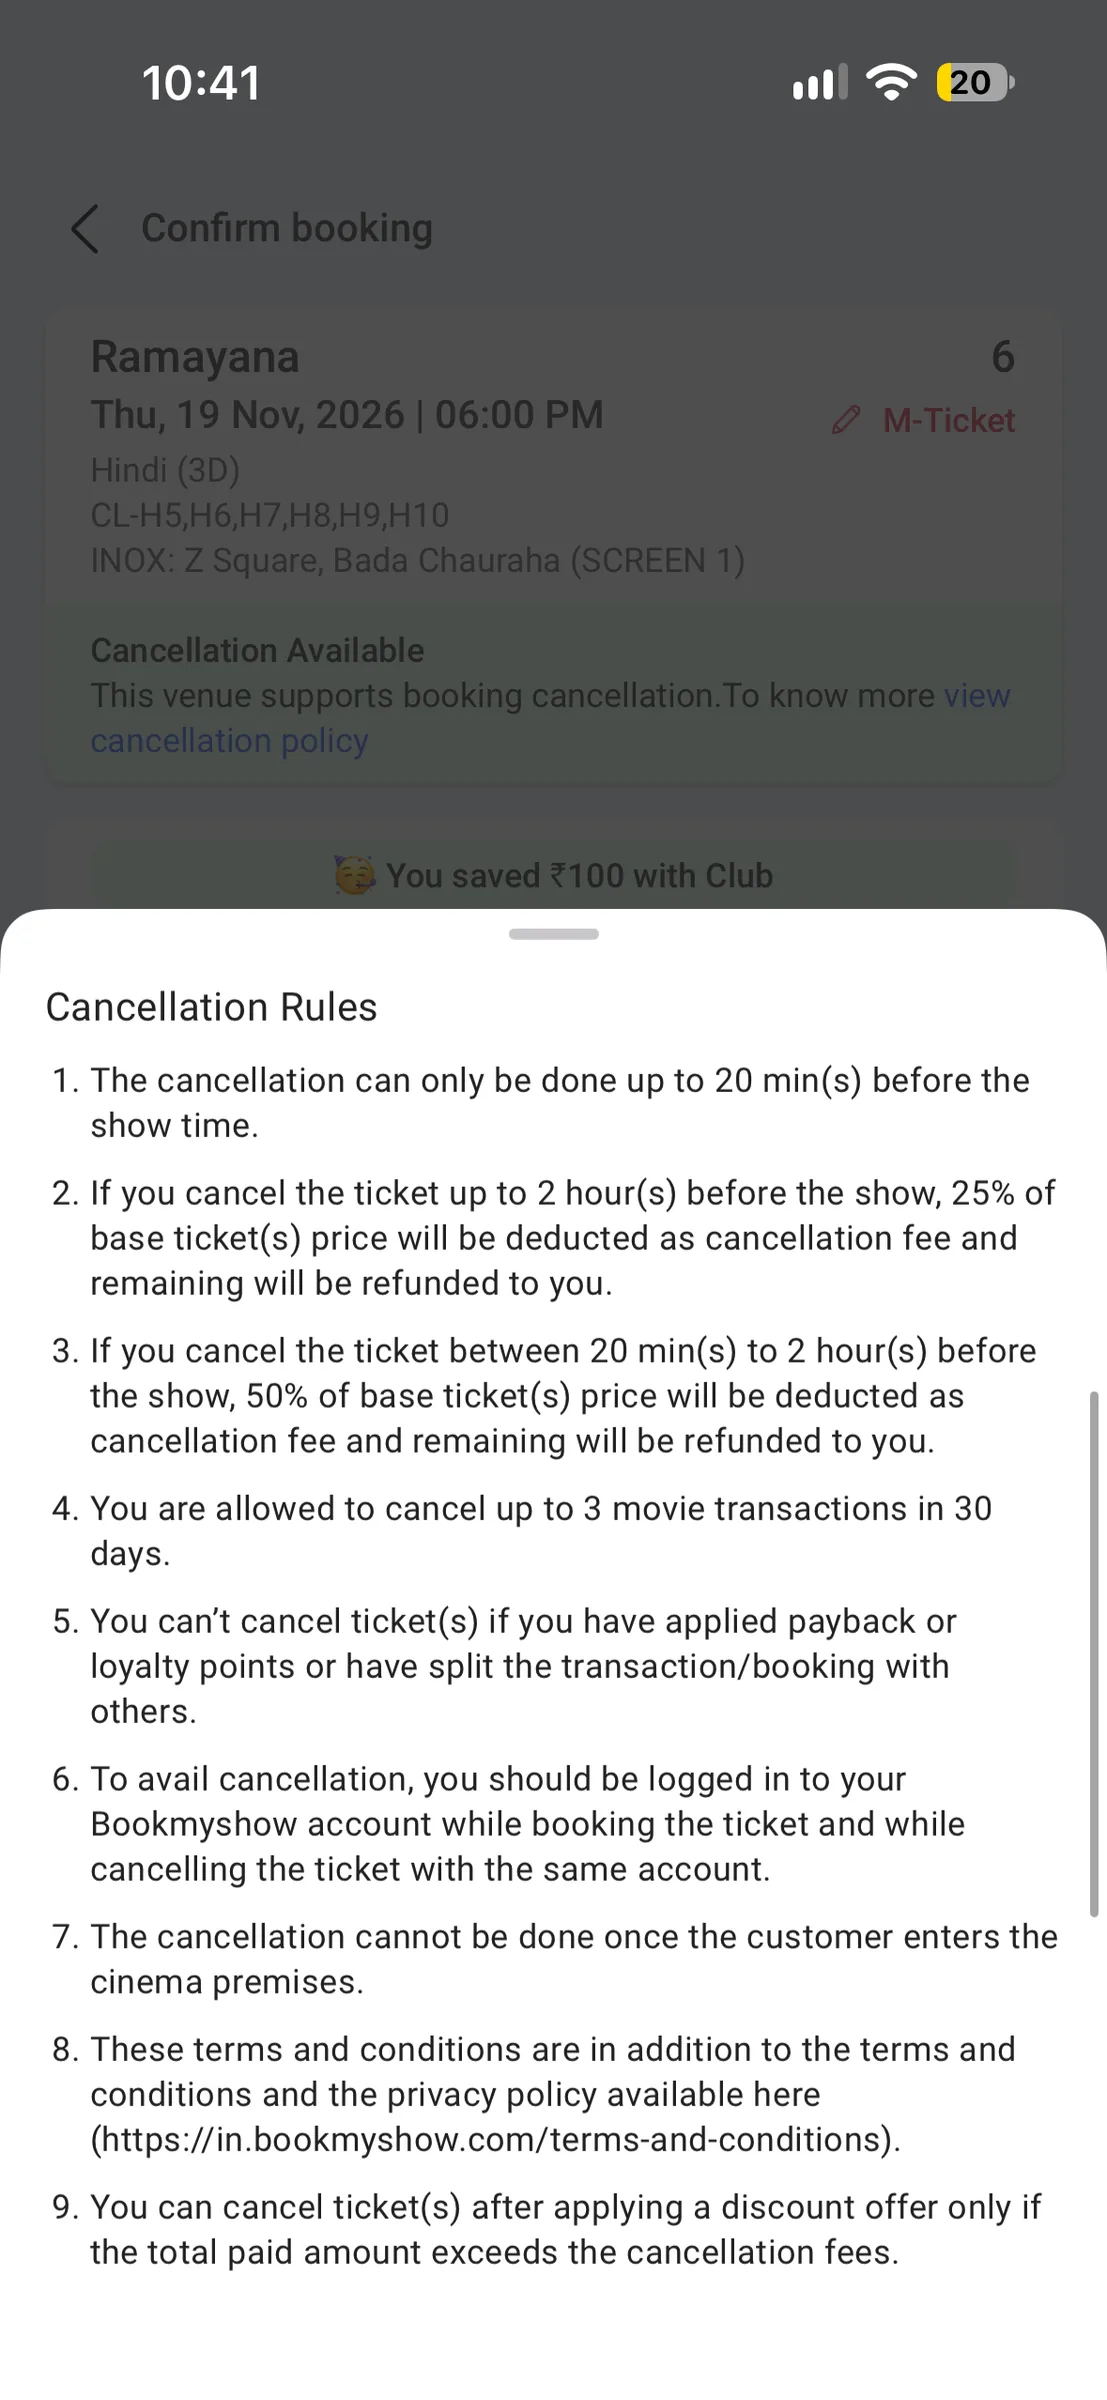 10:41
20
Confirm booking
Ramayana
6
Thu, 19 Nov, 2026 | 06:00 PM
M-Ticket
Hindi (3D)
CL-H5,H6,H7,H8,H9,H10
INOX: Z Square, Bada Chauraha (SCREEN 1)
Cancellation Available
This venue supports booking cancellation.To know more view
cancellation policy
🥳 You saved ₹100 with Club
Cancellation Rules
1. The cancellation can only be done up to 20 min(s) before the
show time.
2. If you cancel the ticket up to 2 hour(s) before the show, 25% of
base ticket(s) price will be deducted as cancellation fee and
remaining will be refunded to you.
3. If you cancel the ticket between 20 min(s) to 2 hour(s) before
the show, 50% of base ticket(s) price will be deducted as
cancellation fee and remaining will be refunded to you.
4. You are allowed to cancel up to 3 movie transactions in 30
days.
5. You can’t cancel ticket(s) if you have applied payback or
loyalty points or have split the transaction/booking with
others.
6. To avail cancellation, you should be logged in to your
Bookmyshow account while booking the ticket and while
cancelling the ticket with the same account.
7. The cancellation cannot be done once the customer enters the
cinema premises.
8. These terms and conditions are in addition to the terms and
conditions and the privacy policy available here
(https://in.bookmyshow.com/terms-and-conditions).
9. You can cancel ticket(s) after applying a discount offer only if
the total paid amount exceeds the cancellation fees.